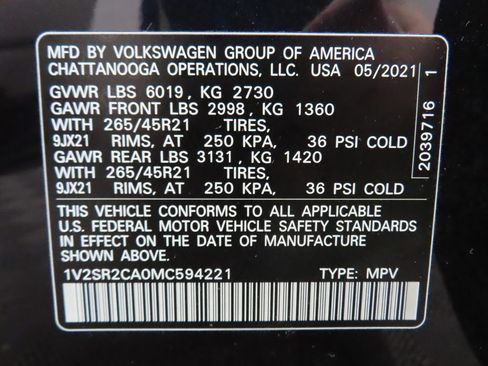 MFD BY VOLKSWAGEN GROUP OF AMERICA
CHATTANOOGA OPERATIONS, LLC. USA 05/2021
GVWR LBS 6019, KG 2730
GAWR FRONT LBS 2998, KG 1360
WITH 265/45R21 TIRES,
9JX21 RIMS, AT 250 KPA, 36 PSI COLD
GAWR REAR LBS 3131, KG 1420
WITH 265/45R21 TIRES,
9JX21 RIMS, AT 250 KPA, 36 PSI COLD
THIS VEHICLE CONFORMS TO ALL APPLICABLE
U.S. FEDERAL MOTOR VEHICLE SAFETY STANDARDS
IN EFFECT ON THE DATE OF MANUFACTURE
SHOWN ABOVE.
1V2SR2CA0MC594221 TYPE: MPV
2039716 1